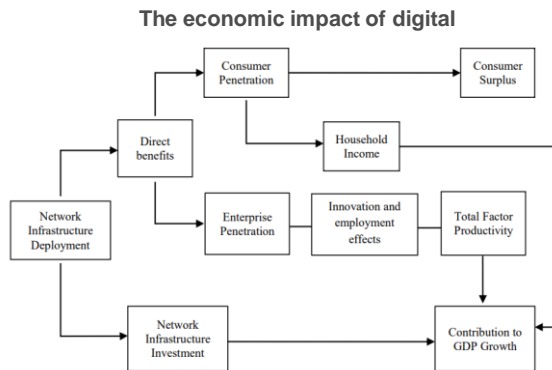 The economic impact of digital
Consumer
Penetration
Consumer
Surplus
Direct
benefits
Household
Income
Network
Infrastructure
Deployment
Enterprise
Penetration
Innovation and
employment
effects
Total Factor
Productivity
Network
Infrastructure
Investment
Contribution to
GDP Growth